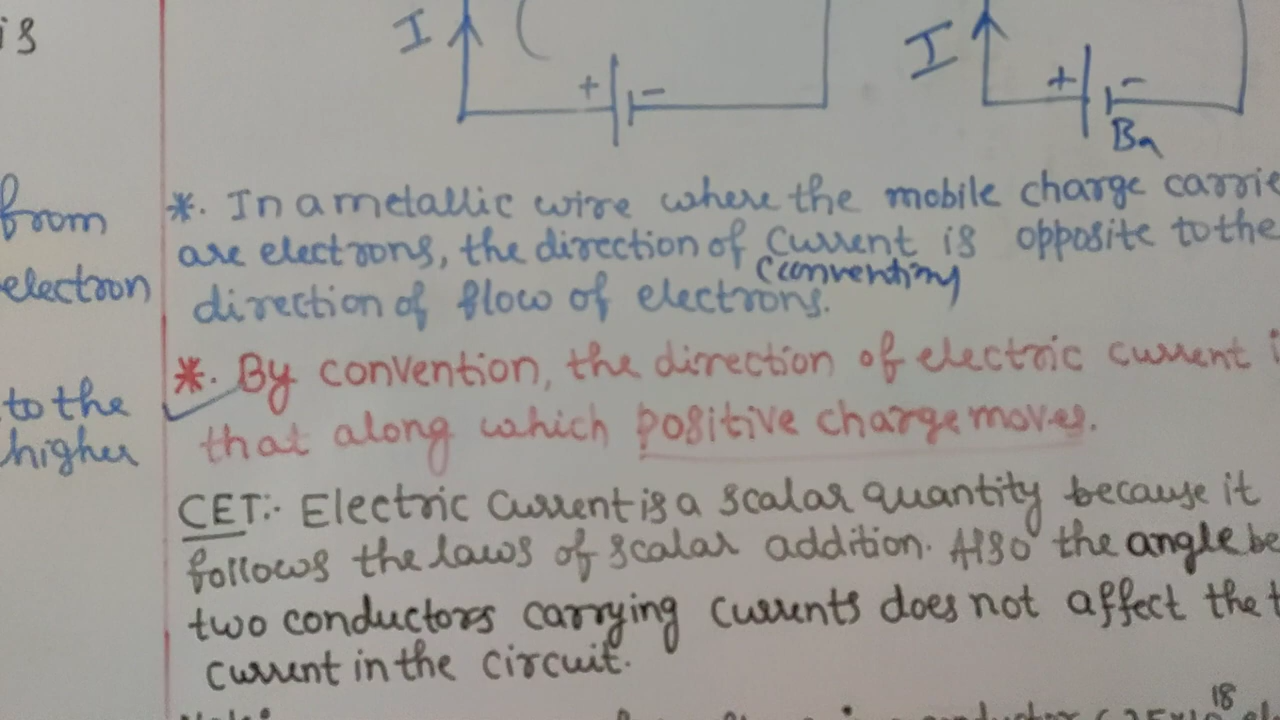 is
I
+
-
I
+
-
Ba
from
electron
to the
higher
*. In a metallic wire where the mobile charge carrie
are electrons, the direction of current is opposite to the
(conventiny
direction of flow of electrons.
*. By convention, the direction of electric current i
that along which positive charge moves.
CET:- Electric Current is a scalar quantity because it
follows the laws of scalar addition. Also the angle be
two conductors carrying currents does not affect the t
current in the circuit.
18